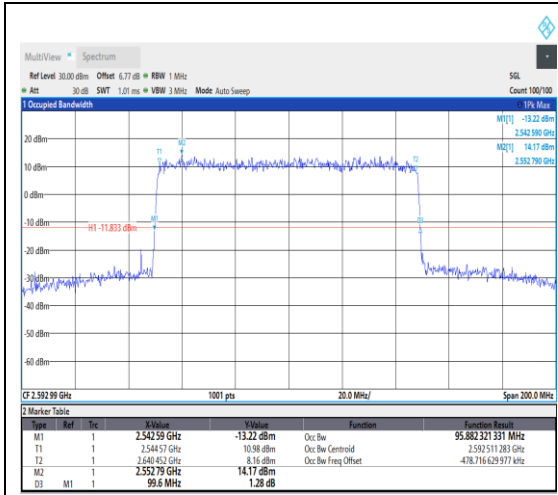 MultiView Spectrum
Ref Level 30.00 dBm Offset 6.77 dB RBW 1 MHz SGL
Att 30 dB SWT 1.01 ms VBW 3 MHz Mode Auto Sweep Count 100/100
1 Occupied Bandwidth 1Pk Max
M1[1] -13.22 dBm
2.542 590 GHz
M2[1] 14.17 dBm
2.552 790 GHz
20 dBm
M2
T1
T2
10 dBm
0 dBm
-10 dBm
M1
D3
H1 -11.833 dBm
-20 dBm
-30 dBm
-40 dBm
-50 dBm
-60 dBm
CF 2.592 99 GHz 1001 pts 20.0 MHz/ Span 200.0 MHz
2 Marker Table
Type Ref Trc X-Value Y-Value Function Function Result
M1 1 2.542 59 GHz -13.22 dBm Occ Bw 95.882 321 331 MHz
T1 1 2.544 57 GHz 10.98 dBm Occ Bw Centroid 2.592 511 283 GHz
T2 1 2.640 452 GHz 8.16 dBm Occ Bw Freq Offset -478.716 629 977 kHz
M2 1 2.552 79 GHz 14.17 dBm
D3 M1 1 99.6 MHz 1.28 dB